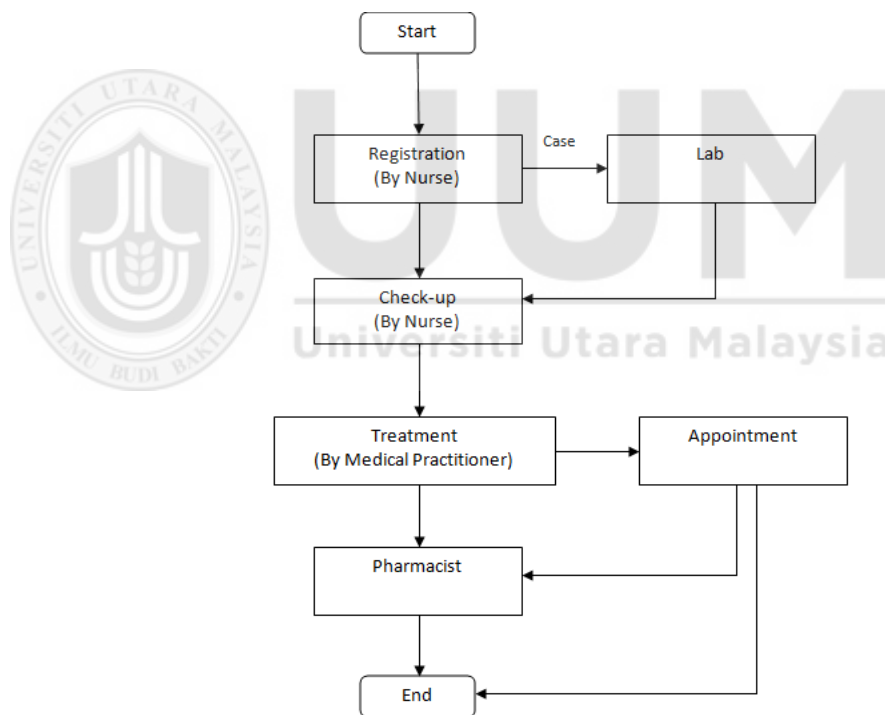 Start
UNIVERSITI UTARA MALAYSIA
ILMU BUDI BAKTI
UUM
Universiti Utara Malaysia
Registration
(By Nurse)
Case
Lab
Check-up
(By Nurse)
Treatment
(By Medical Practitioner)
Appointment
Pharmacist
End